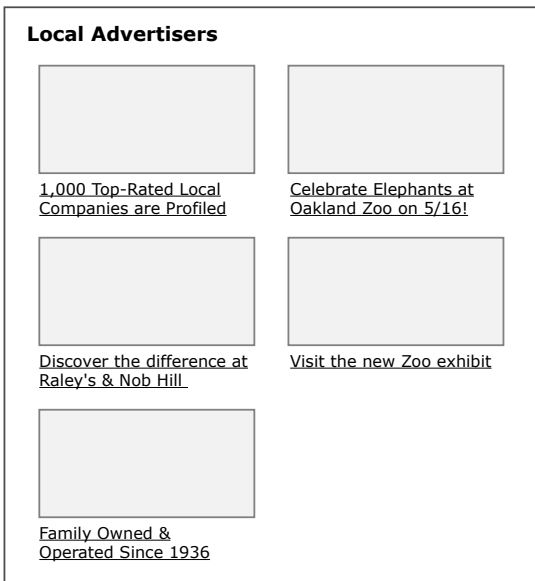 Local Advertisers
1,000 Top-Rated Local
Companies are Profiled
Celebrate Elephants at
Oakland Zoo on 5/16!
Discover the difference at
Raley's & Nob Hill
Visit the new Zoo exhibit
Family Owned &
Operated Since 1936